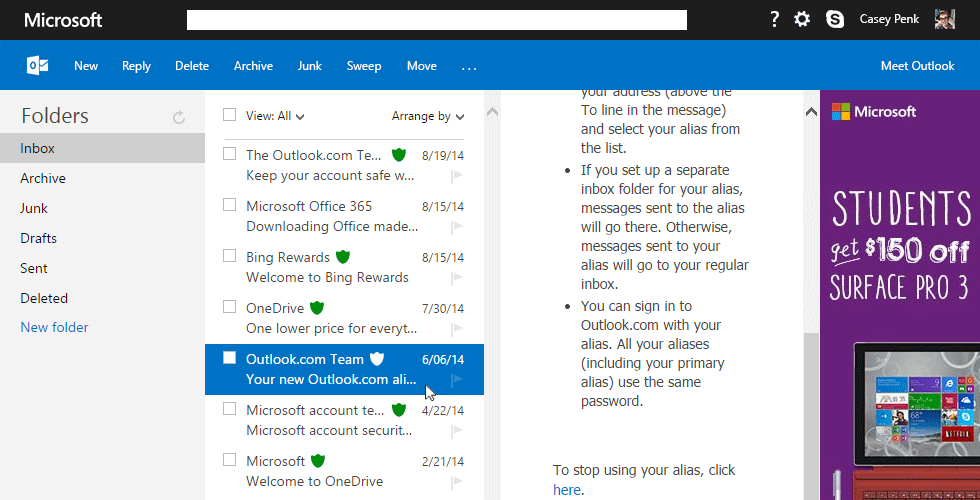 Microsoft
? Casey Penk
New Reply Delete Archive Junk Sweep Move ... Meet Outlook
Folders
Inbox
Archive
Junk
Drafts
Sent
Deleted
New folder
View: All Arrange by
The Outlook.com Te... 8/19/14
Keep your account safe w...
Microsoft Office 365 8/15/14
Downloading Office made...
Bing Rewards 8/15/14
Welcome to Bing Rewards
OneDrive 7/30/14
One lower price for everyt...
Outlook.com Team 6/06/14
Your new Outlook.com ali...
Microsoft account te... 4/22/14
Microsoft account securit...
Microsoft 2/21/14
Welcome to OneDrive
your address (above the
To line in the message)
and select your alias from
the list.
• If you set up a separate
inbox folder for your alias,
messages sent to the alias
will go there. Otherwise,
messages sent to your
alias will go to your regular
inbox.
• You can sign in to
Outlook.com with your
alias. All your aliases
(including your primary
alias) use the same
password.
To stop using your alias, click
here.
Microsoft
STUDENTS
get $150 off
SURFACE PRO 3